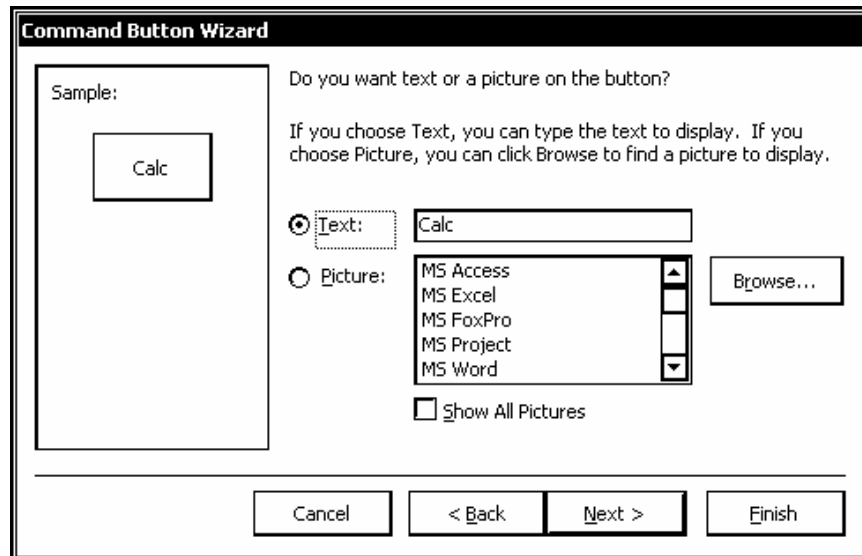 Command Button Wizard
Sample:
Calc
Do you want text or a picture on the button?
If you choose Text, you can type the text to display.  If you
choose Picture, you can click Browse to find a picture to display.
Text:
Calc
Picture:
MS Access
MS Excel
MS FoxPro
MS Project
MS Word
Browse...
Show All Pictures
Cancel
< Back
Next >
Finish